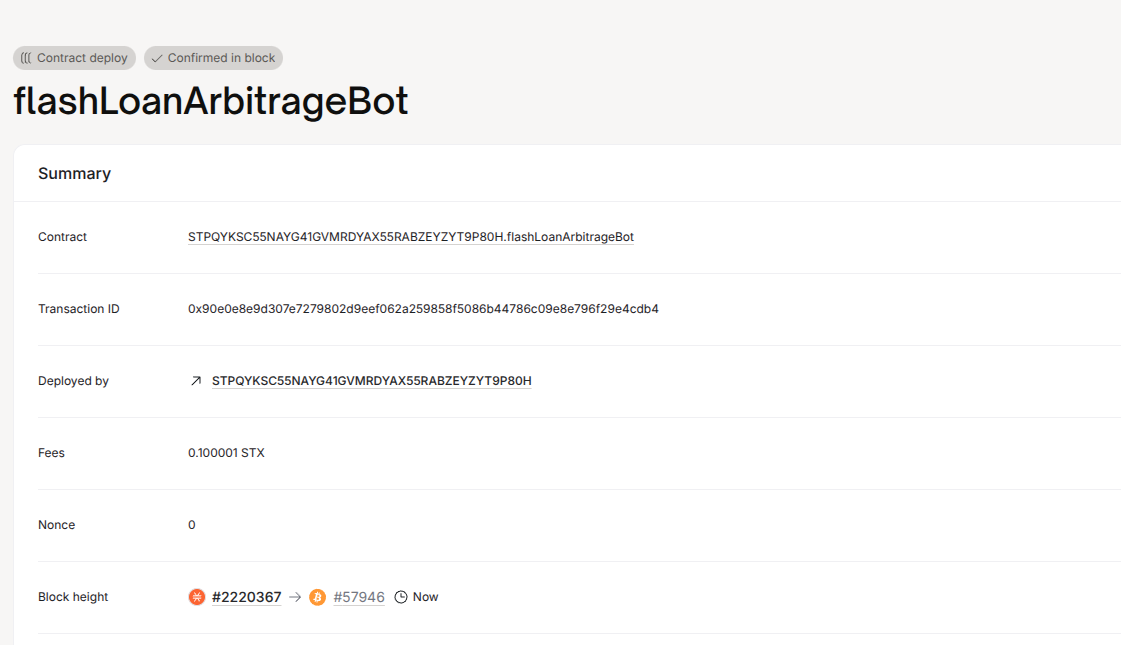 Contract deploy
Confirmed in block
flashLoanArbitrageBot
Summary
Contract STPQYKSC55NAYG41GVMRDYAX55RABZEYZYT9P80H.flashLoanArbitrageBot
Transaction ID 0x90e0e8e9d307e7279802d9eef062a259858f5086b44786c09e8e796f29e4cdb4
Deployed by STPQYKSC55NAYG41GVMRDYAX55RABZEYZYT9P80H
Fees 0.100001 STX
Nonce 0
Block height #2220367 → #57946 Now